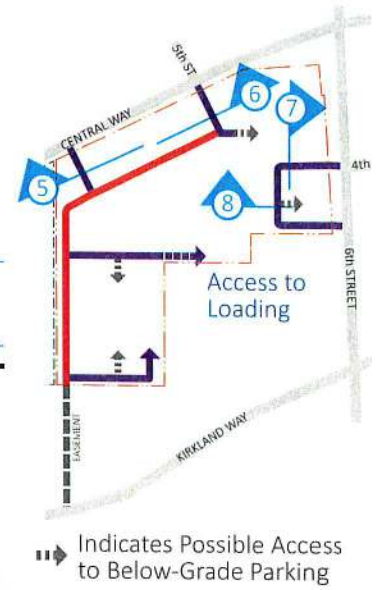 5th ST
CENTRAL WAY
6
7
5
4th
8
6th STREET
Access to
Loading
EASEMENT
KIRKLAND WAY
Indicates Possible Access
to Below-Grade Parking